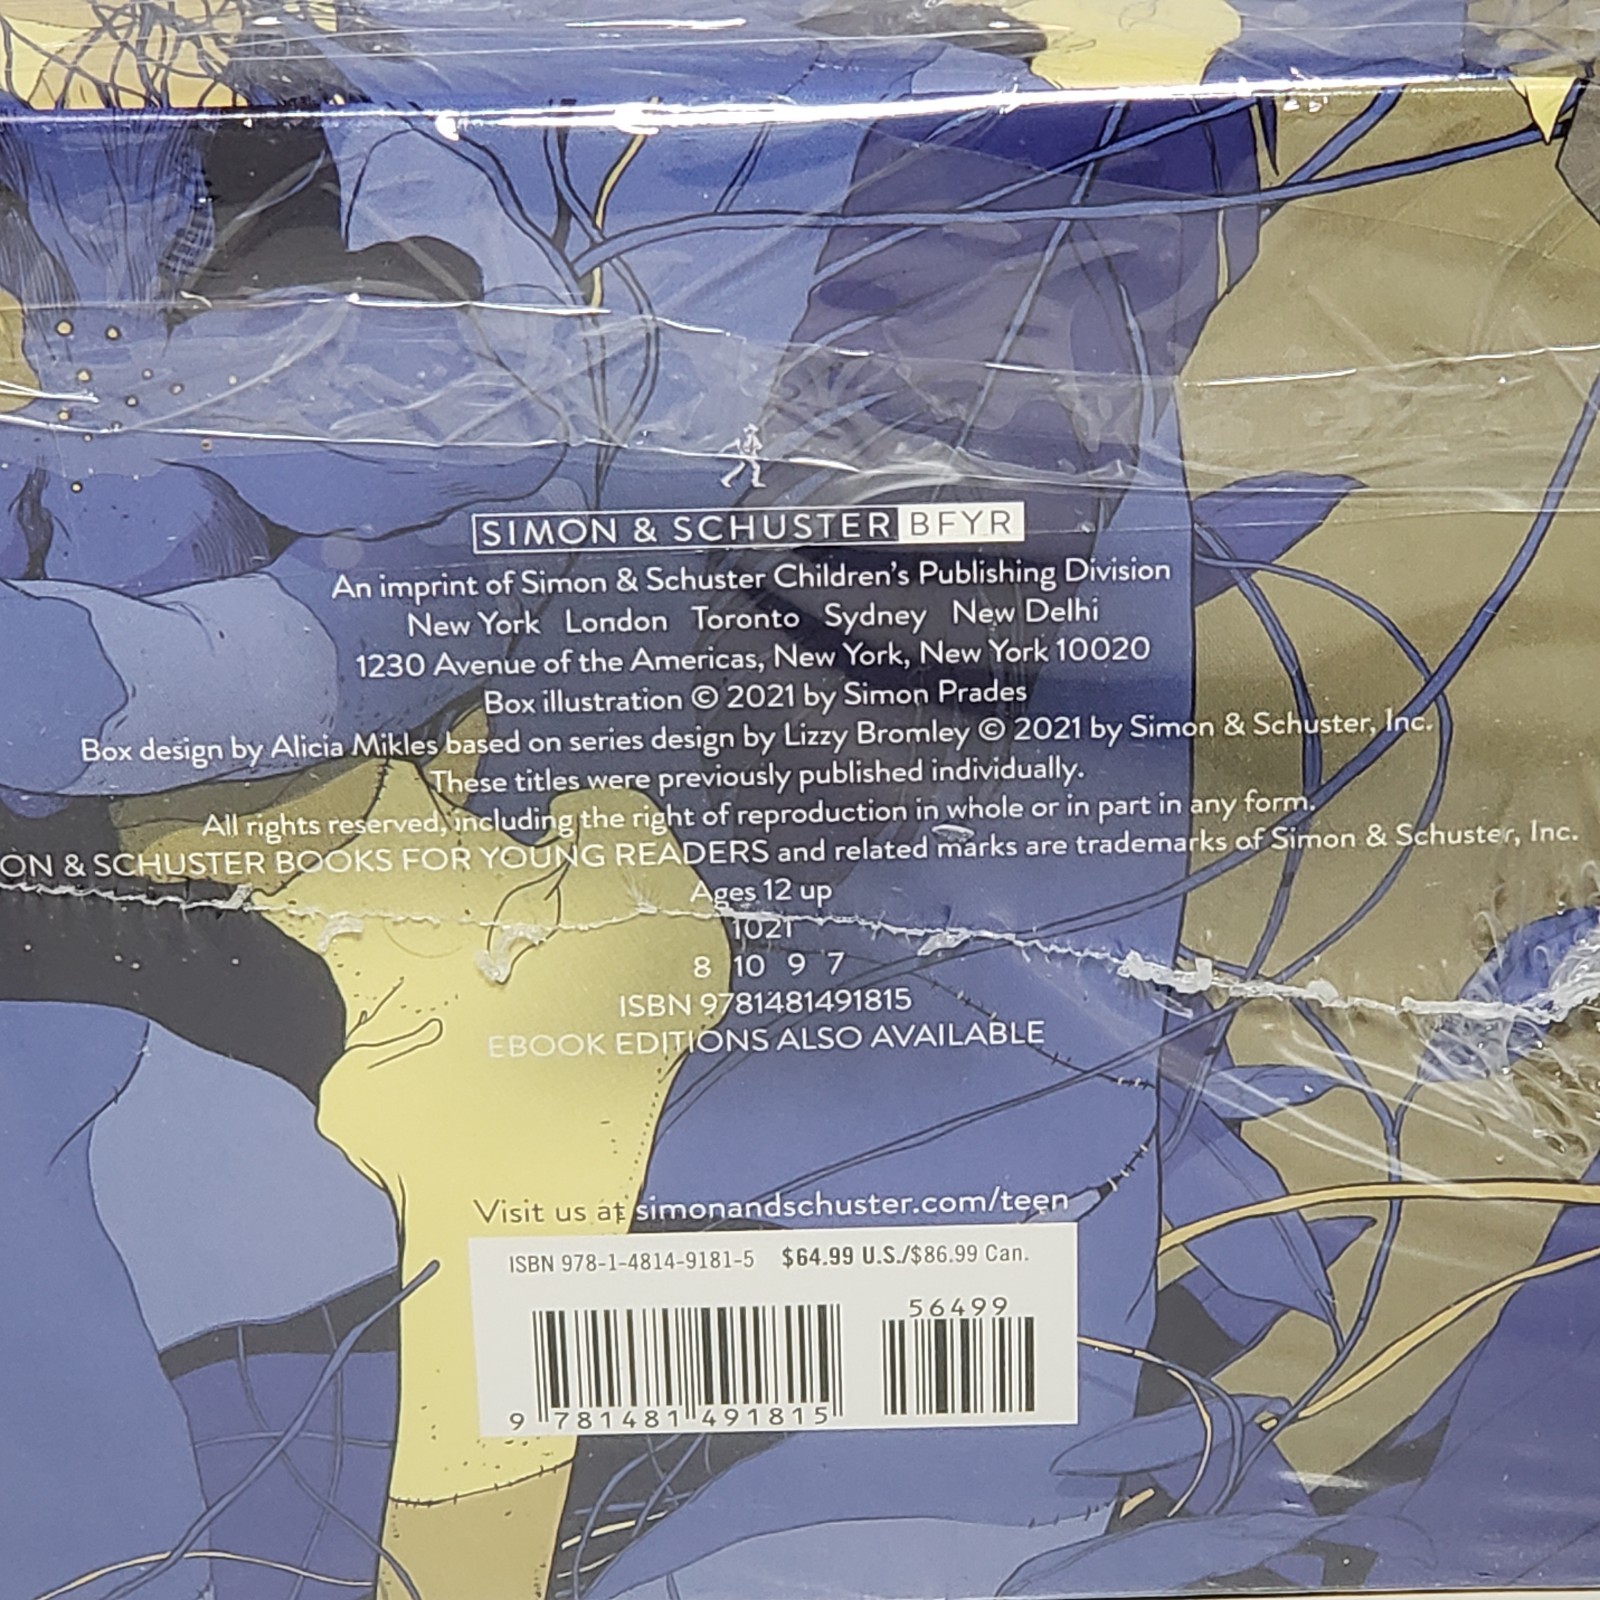 SIMON & SCHUSTER BFYR
An imprint of Simon & Schuster Children's Publishing Division
New York London Toronto Sydney New Delhi
1230 Avenue of the Americas, New York, New York 10020
Box illustration © 2021 by Simon Prades
Box design by Alicia Mikles based on series design by Lizzy Bromley © 2021 by Simon & Schuster, Inc.
These titles were previously published individually.
All rights reserved, including the right of reproduction in whole or in part in any form.
ON & SCHUSTER BOOKS FOR YOUNG READERS and related marks are trademarks of Simon & Schuster, Inc.
Ages 12 up
1021
8 10 9 7
ISBN 9781481491815
EBOOK EDITIONS ALSO AVAILABLE
Visit us at simonandschuster.com/teen
ISBN 978-1-4814-9181-5 $64.99 U.S./$86.99 Can.
56499
9 781481 491815